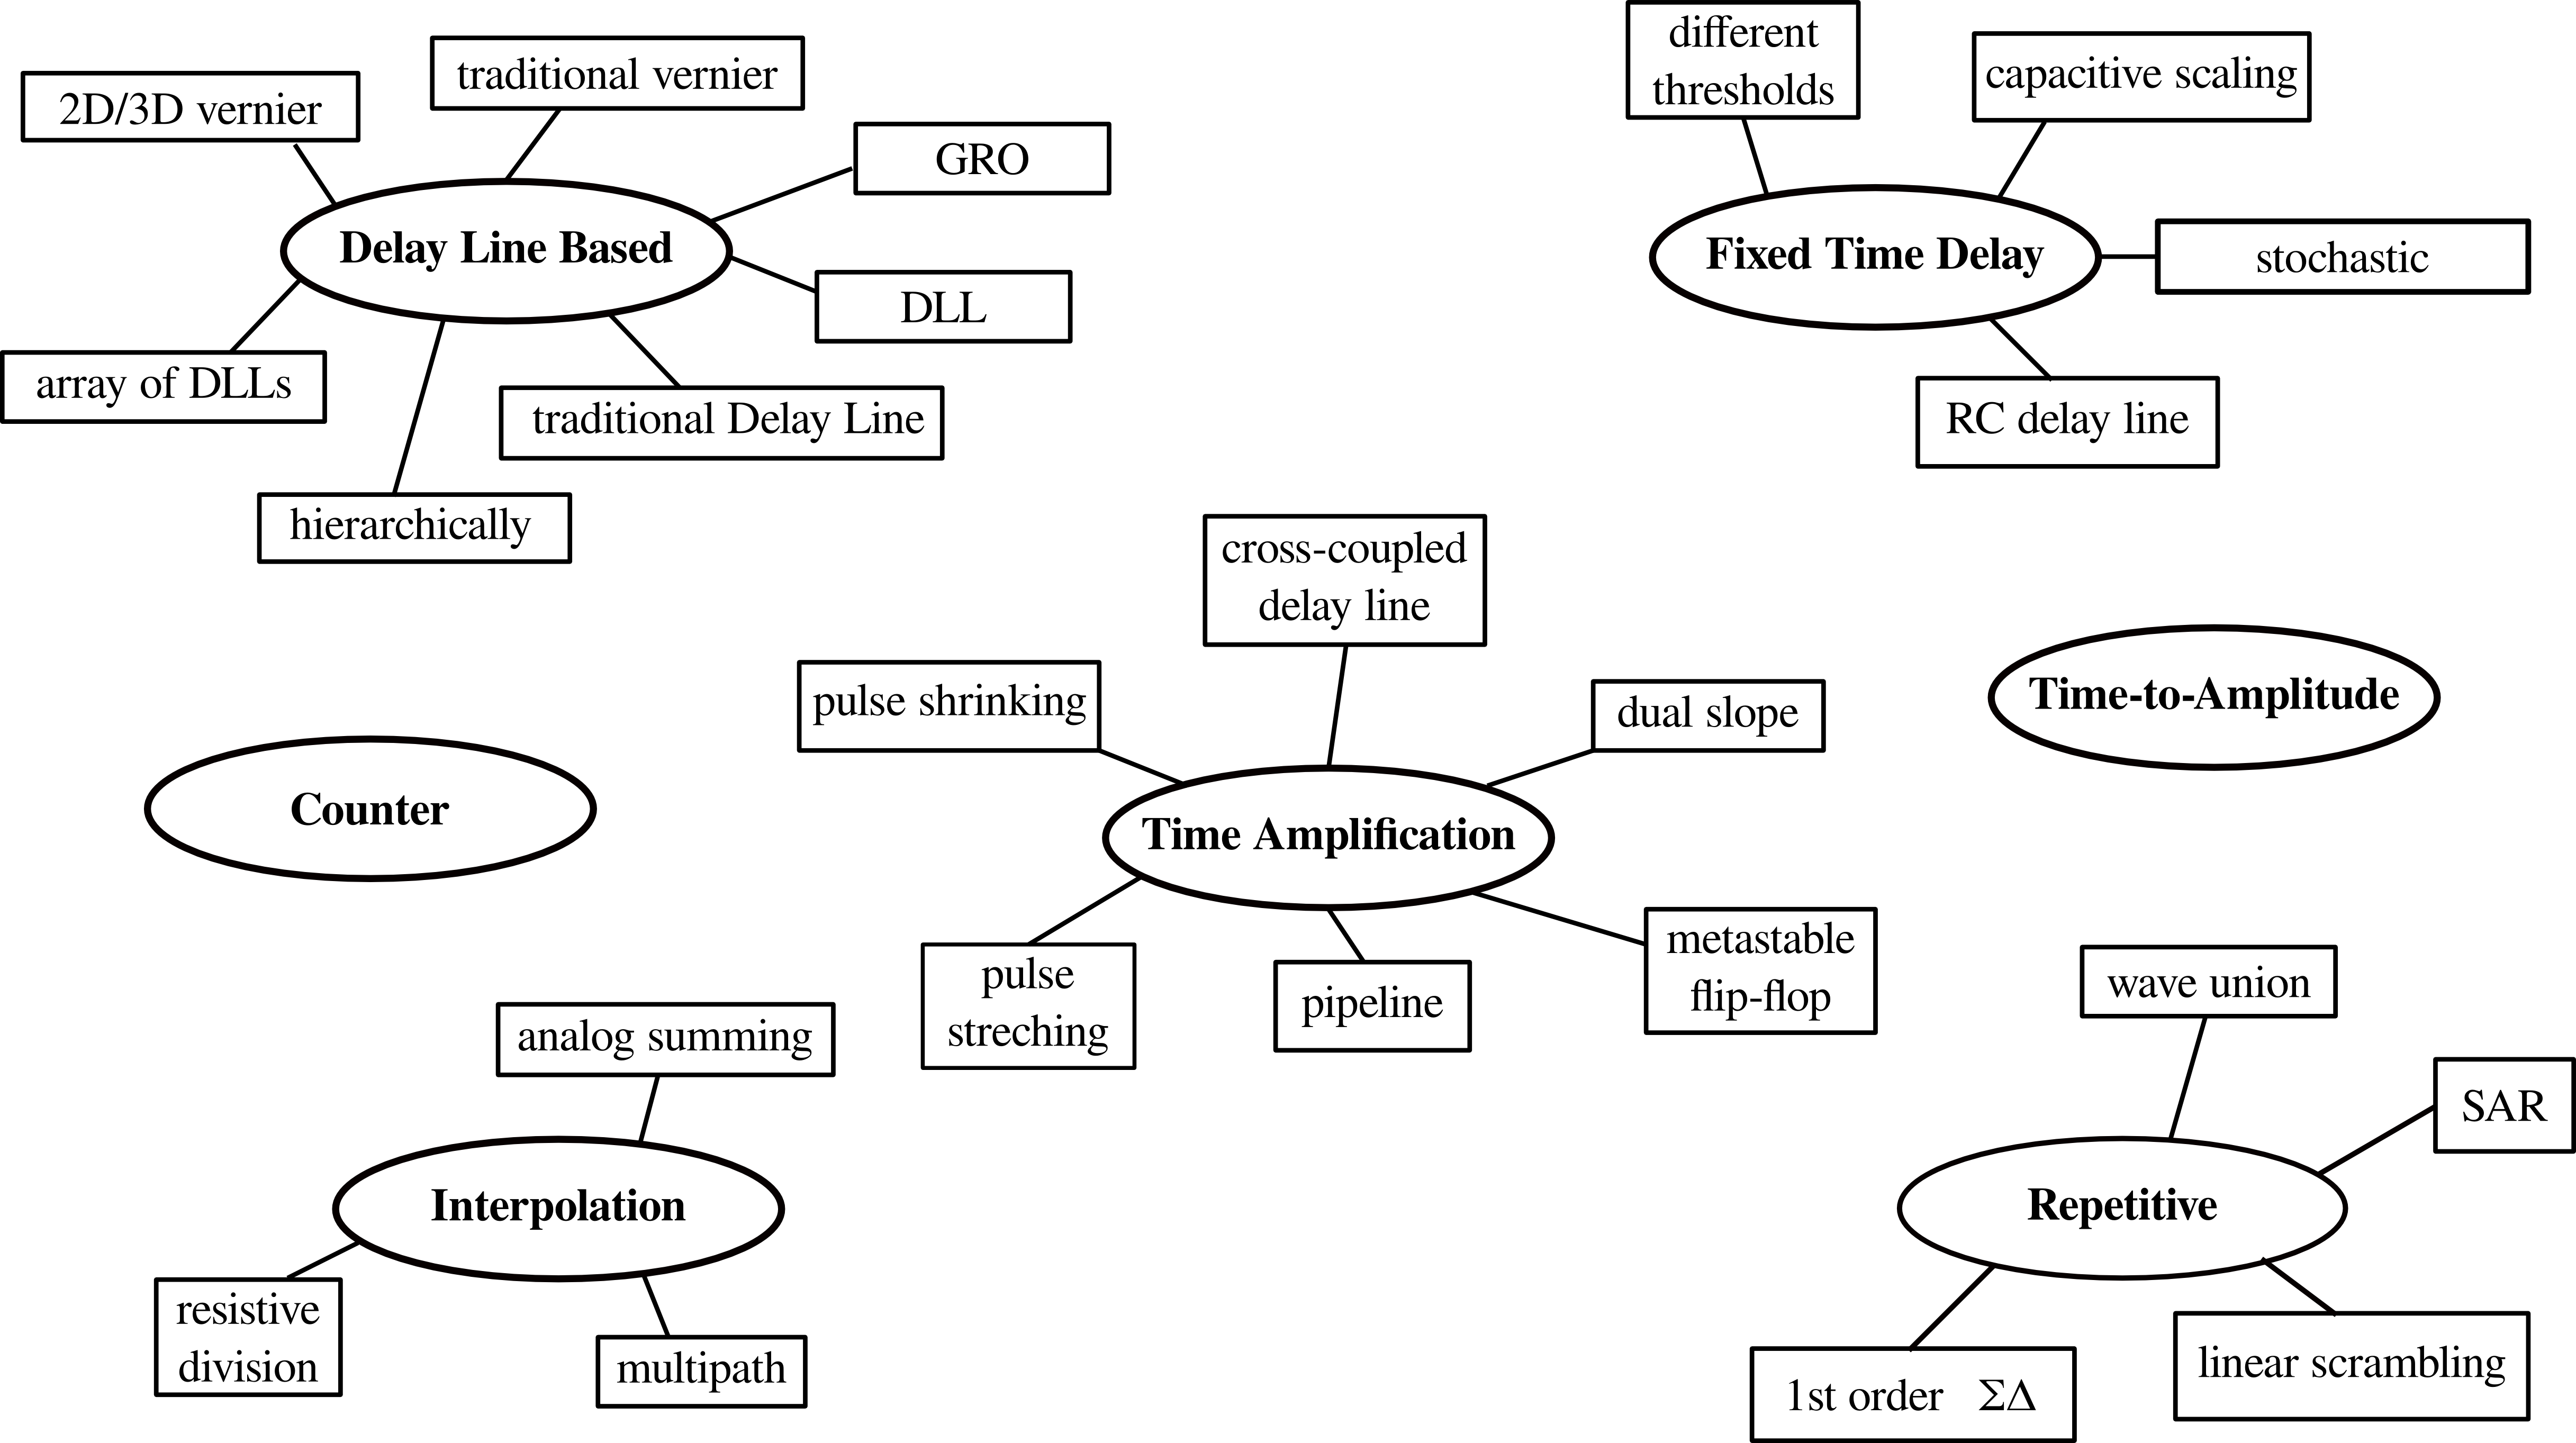 traditional vernier
2D/3D vernier
GRO
Delay Line Based
DLL
array of DLLs
traditional Delay Line
hierarchically
different
thresholds
capacitive scaling
Fixed Time Delay
stochastic
RC delay line
cross-coupled
delay line
pulse shrinking
dual slope
Time Amplification
pulse
streching
pipeline
metastable
flip-flop
Time-to-Amplitude
Counter
analog summing
Interpolation
resistive
division
multipath
wave union
SAR
Repetitive
1st order ΣΔ
linear scrambling